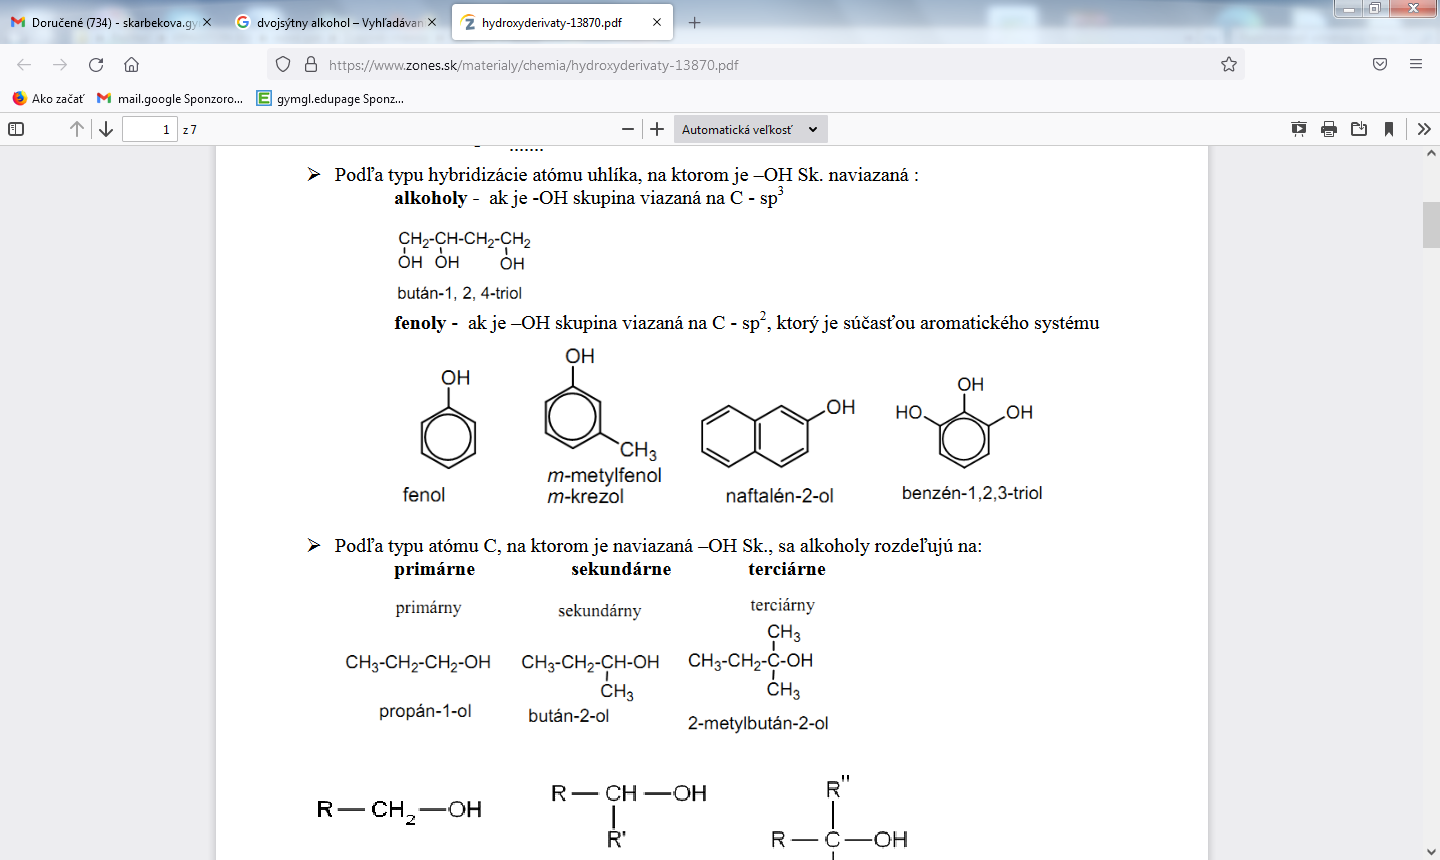 Doručené (734) - skarbekova.gy
dvojsýtny alkohol – Vyhľadávan
hydroxyderivaty-13870.pdf
https://www.zones.sk/materialy/chemia/hydroxyderivaty-13870.pdf
Ako začať
mail.google Sponzoro...
gymgl.edupage Sponz...
1 z 7
Automatická veľkosť
➢ Podľa typu hybridizácie atómu uhlíka, na ktorom je –OH Sk. naviazaná :
alkoholy - ak je -OH skupina viazaná na C - sp3
CH2-CH-CH2-CH2
OH OH OH
bután-1, 2, 4-triol
fenoly - ak je –OH skupina viazaná na C - sp2, ktorý je súčasťou aromatického systému
OH
fenol
OH
CH3
m-metylfenol
m-krezol
OH
naftalén-2-ol
OH
HO OH
benzén-1,2,3-triol
➢ Podľa typu atómu C, na ktorom je naviazaná –OH Sk., sa alkoholy rozdeľujú na:
primárne sekundárne terciárne
primárny
CH3-CH2-CH2-OH
propán-1-ol
sekundárny
CH3-CH2-CH-OH
CH3
bután-2-ol
terciárny
CH3
CH3-CH2-C-OH
CH3
2-metylbután-2-ol
R—CH2—OH
R—CH—OH
R'
R"
R—C—OH